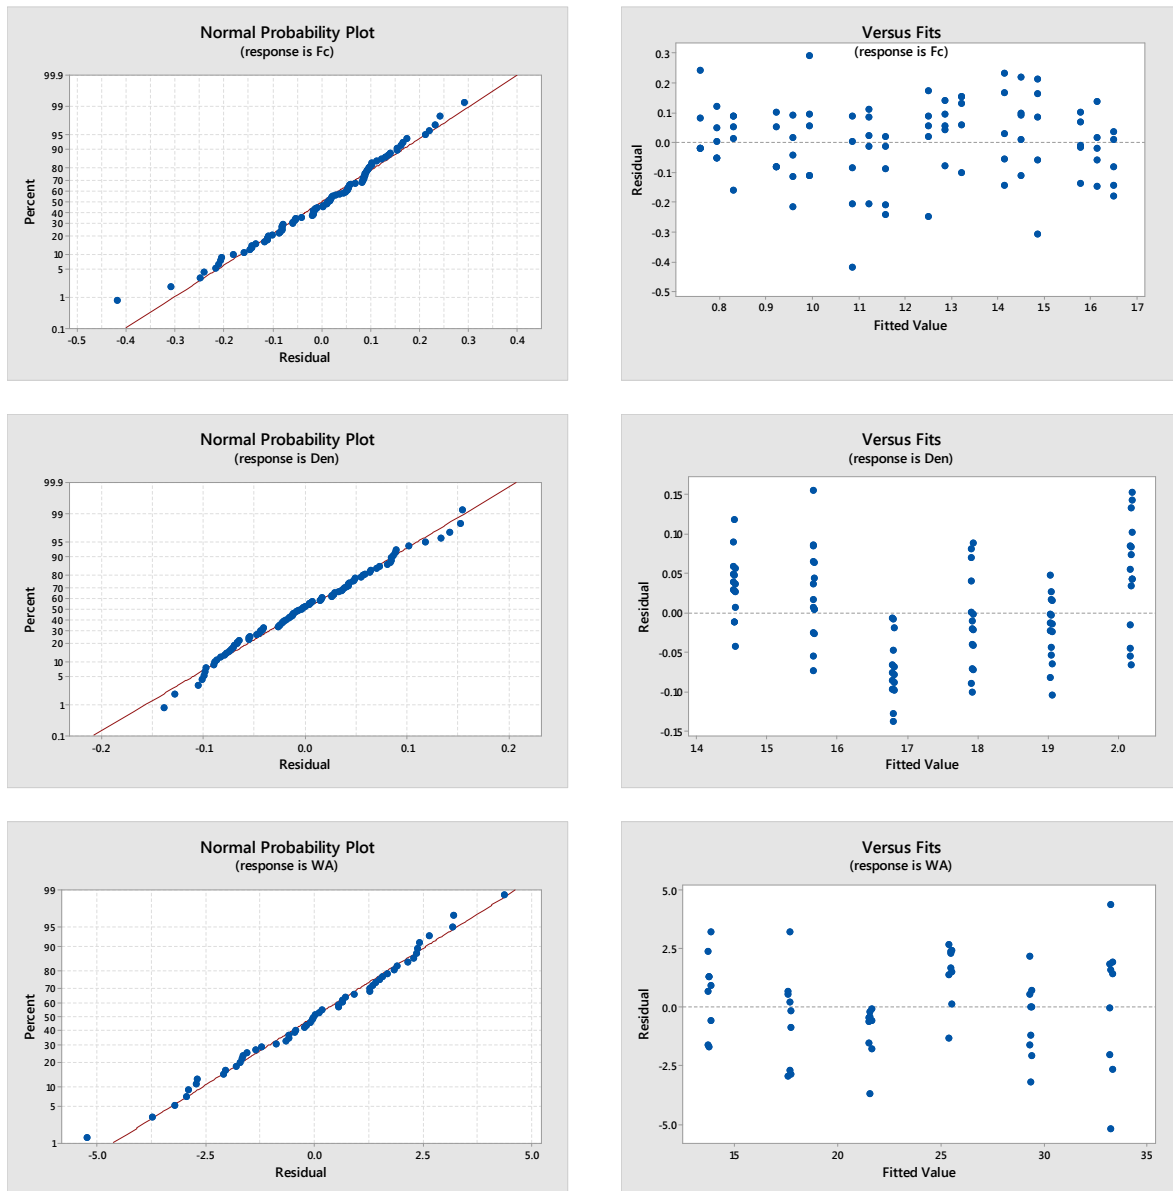 Normal Probability Plot
(response is Fc)
99.9
99
95
90
80
70
60
50
40
30
20
10
5
1
0.1
Percent
-0.5 -0.4 -0.3 -0.2 -0.1 0.0 0.1 0.2 0.3 0.4
Residual
Versus Fits
(response is Fc)
0.3
0.2
0.1
0.0
-0.1
-0.2
-0.3
-0.4
-0.5
Residual
0.8 0.9 10 11 12 13 14 15 16 17
Fitted Value
Normal Probability Plot
(response is Den)
99.9
99
95
90
80
70
60
50
40
30
20
10
5
1
0.1
Percent
-0.2 -0.1 0.0 0.1 0.2
Residual
Versus Fits
(response is Den)
0.15
0.10
0.05
0.00
-0.05
-0.10
-0.15
Residual
14 15 16 17 18 19 2.0
Fitted Value
Normal Probability Plot
(response is WA)
99
95
90
80
70
60
50
40
30
20
10
5
1
Percent
-5.0 -2.5 0.0 2.5 5.0
Residual
Versus Fits
(response is WA)
5.0
2.5
0.0
-2.5
-5.0
Residual
15 20 25 30 35
Fitted Value